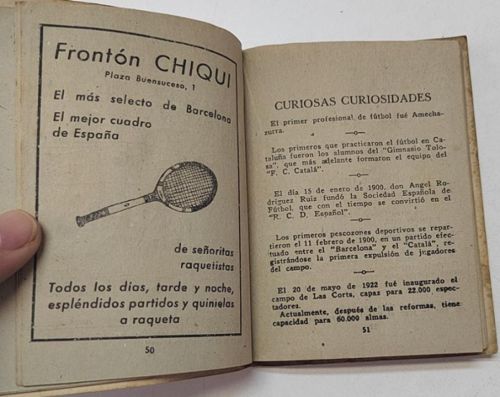 Frontón CHIQUI
Plaza Buensuceso, 1
El más selecto de Barcelona
El mejor cuadro
de España
de señoritas
raquetistas
Todos los días, tarde y noche,
espléndidos partidos y quinielas
a raqueta
50
CURIOSAS CURIOSIDADES
El primer profesional de fútbol fué Amecha-
zurra.
Los primeros que practicaron el fútbol en Ca-
taluña fueron los alumnos del "Gimnasio Tolo-
sa", que más adelante formaron el equipo del
"F. C. Catalá".
El día 15 de enero de 1900, don Angel Ro-
dríguez Ruiz fundó la Sociedad Española de
Fútbol, que con el tiempo se convirtió en el
"R. C. D. Español".
Los primeros pescozones deportivos se repar-
tieron el 11 febrero de 1900, en un partido efec-
tuado entre el "Barcelona" y el "Catalá", re-
gistrándose la primera expulsión de jugadores
del campo.
El 20 de mayo de 1922 fué inaugurado el
campo de Las Corts, capaz para 22.000 espec-
tadores.
Actualmente, después de las reformas, tiene
capacidad para 60.000 almas.
51